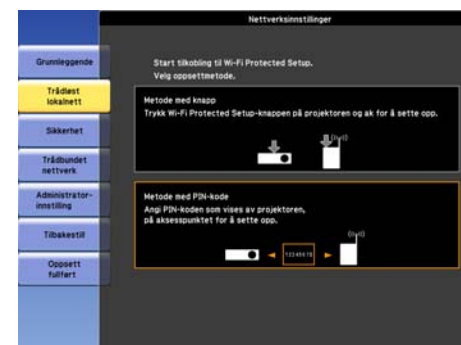 Nettverksinnstillinger
Grunnleggende
Trådløst
lokalnett
Sikkerhet
Trådbundet
nettverk
Administrator-
innstilling
Tilbakestill
Oppsett
fullført
Start tilkobling til Wi-Fi Protected Setup.
Velg oppsettmetode.
Metode med knapp
Trykk Wi-Fi Protected Setup-knappen på projektoren og ak for å sette opp.
Metode med PIN-kode
Angi PIN-koden som vises av projektoren,
på aksesspunktet for å sette opp.
12345678